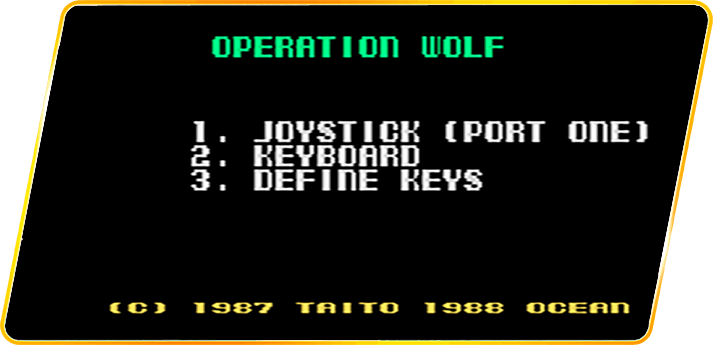 OPERATION WOLF
1. JOYSTICK (PORT ONE)
2. KEYBOARD
3. DEFINE KEYS
(C) 1987 TAITO 1988 OCEAN